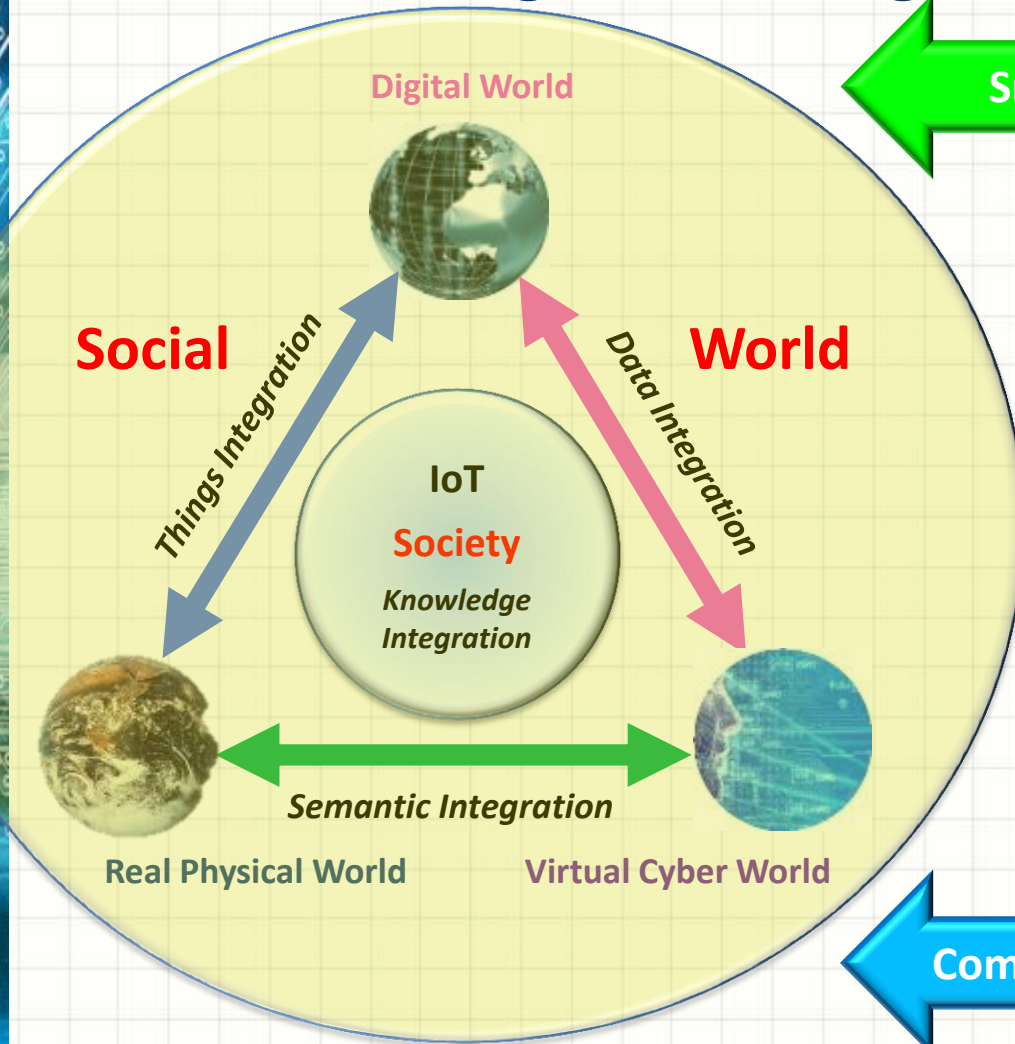 Digital World
Social
World
Things Integration
Data Integration
IoT
Society
Knowledge
Integration
Semantic Integration
Real Physical World
Virtual Cyber World